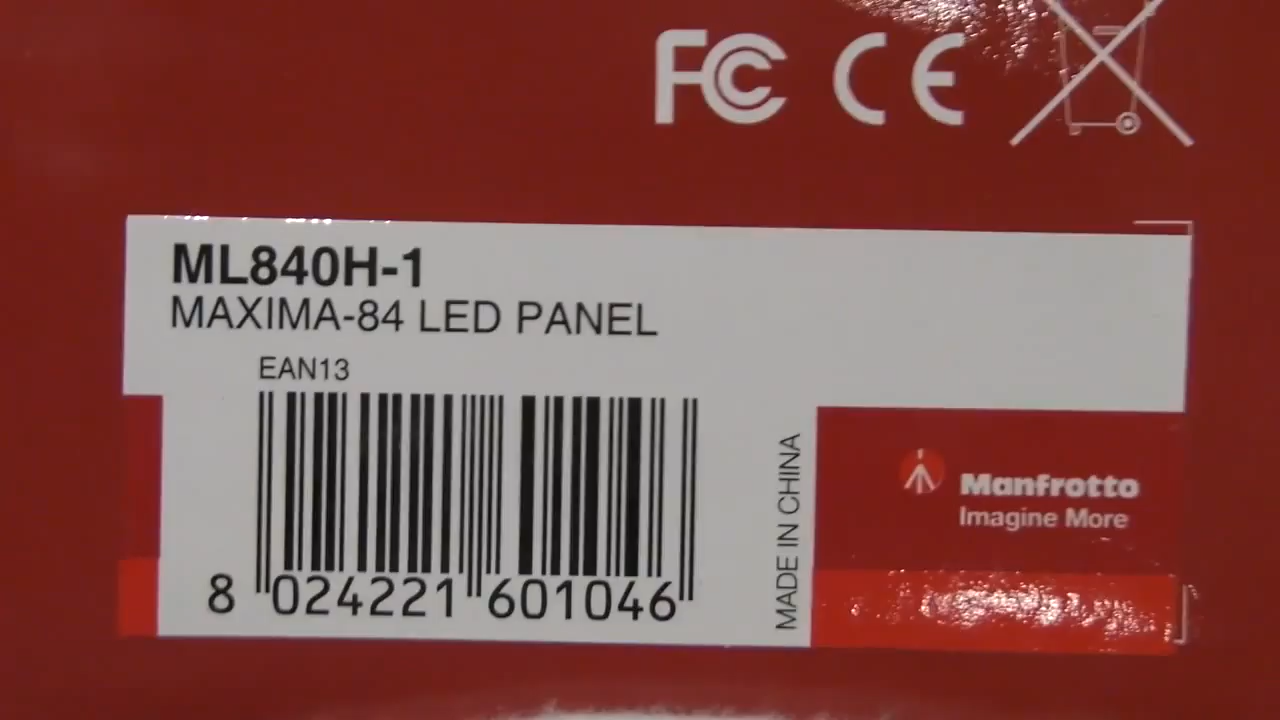 FC CE
ML840H-1
MAXIMA-84 LED PANEL
EAN13
8 024221 601046
MADE IN CHINA
Manfrotto
Imagine More